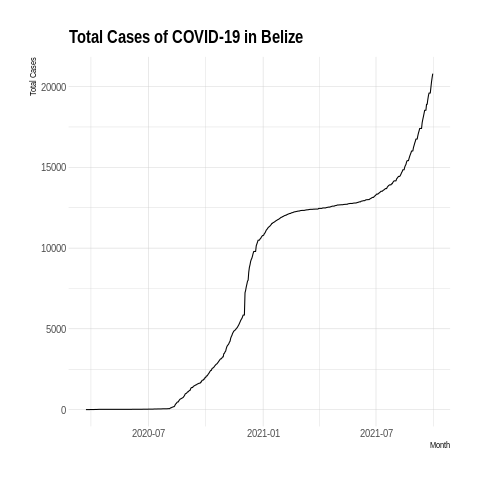 Total Cases of COVID-19 in Belize
Total Cases
20000
15000
10000
5000
0
2020-07 2021-01 2021-07
Month